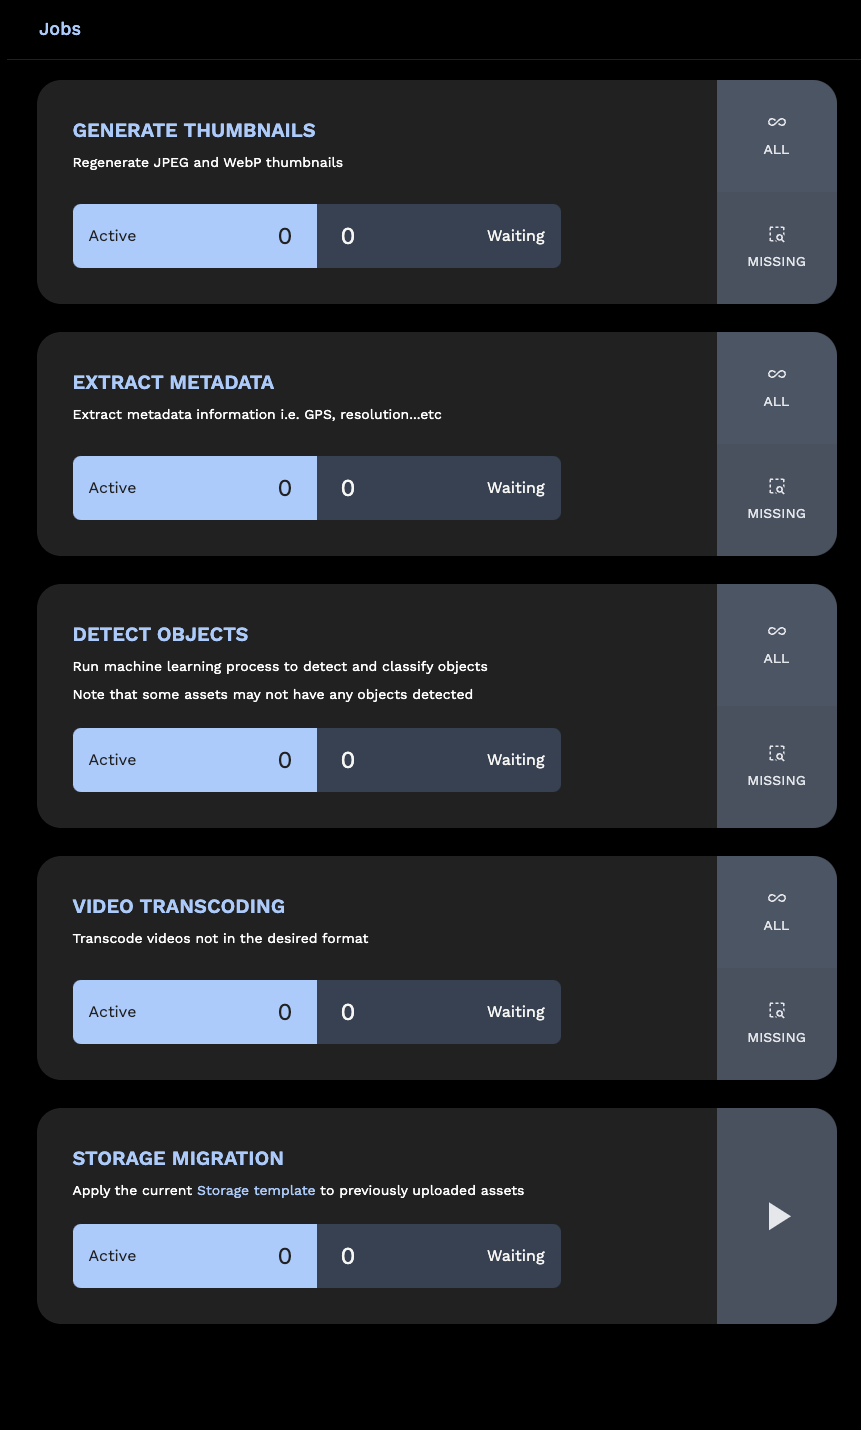 Jobs
GENERATE THUMBNAILS
Regenerate JPEG and WebP thumbnails
Active 0 0 Waiting
ALL
MISSING
EXTRACT METADATA
Extract metadata information i.e. GPS, resolution...etc
Active 0 0 Waiting
ALL
MISSING
DETECT OBJECTS
Run machine learning process to detect and classify objects
Note that some assets may not have any objects detected
Active 0 0 Waiting
ALL
MISSING
VIDEO TRANSCODING
Transcode videos not in the desired format
Active 0 0 Waiting
ALL
MISSING
STORAGE MIGRATION
Apply the current Storage template to previously uploaded assets
Active 0 0 Waiting